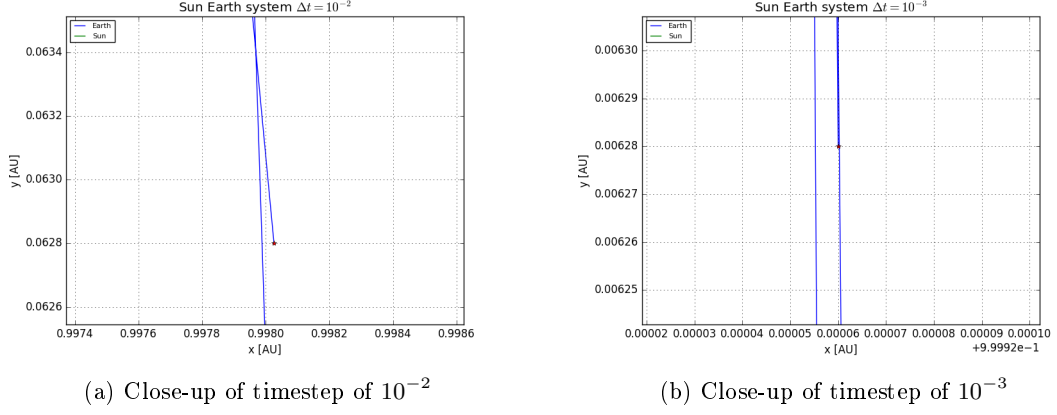 Sun Earth system Δt = 10⁻²
Earth
Sun
0.0634
0.0632
0.0630
0.0628
0.0626
y [AU]
0.9974 0.9976 0.9978 0.9980 0.9982 0.9984 0.9986
x [AU]
(a) Close-up of timestep of 10⁻²
Sun Earth system Δt = 10⁻³
Earth
Sun
0.00630
0.00629
0.00628
0.00627
0.00626
0.00625
y [AU]
0.00002 0.00003 0.00004 0.00005 0.00006 0.00007 0.00008 0.00009 0.00010
x [AU]
+9.9992e−1
(b) Close-up of timestep of 10⁻³